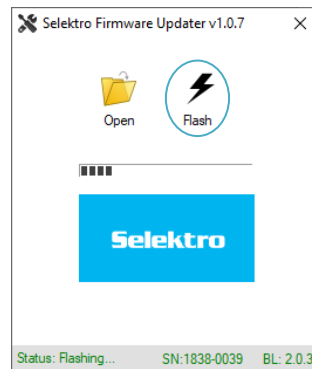 Selektro Firmware Updater v1.0.7
Open Flash
Selektro
Status: Flashing... SN:1838-0039 BL: 2.0.3